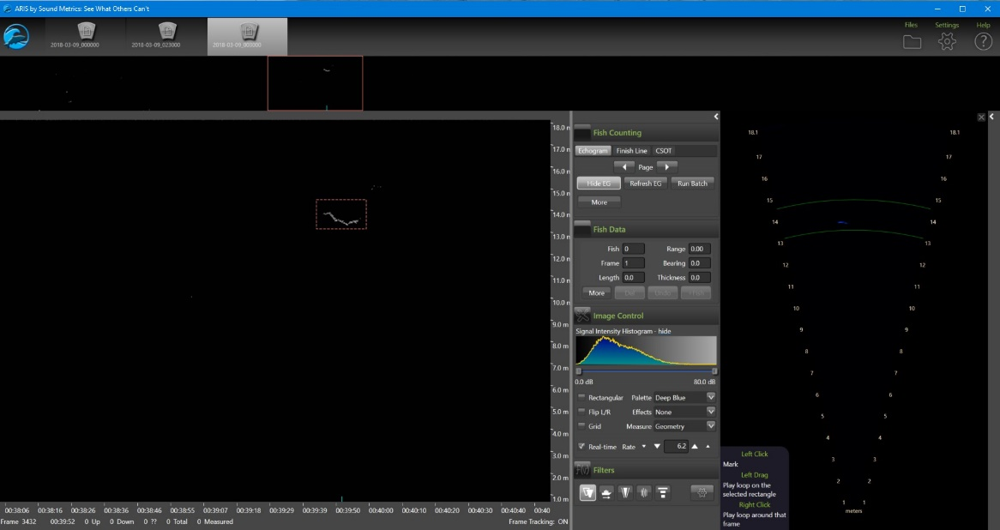 ARIS by Sound Metrics: See What Others Can't
Files Settings Help
2018-03-09_000000 2018-03-09_023000
18.0 m
17.0 m
16.0 m
15.0 m
14.0 m
13.0 m
12.0 m
11.0 m
10.0 m
9.0 m
8.0 m
7.0 m
6.0 m
5.0 m
4.0 m
3.0 m
2.0 m
1.0 m
00:38:06 00:38:16 00:38:26 00:38:36 00:38:46 00:38:55 00:39:07 00:39:18 00:39:29 00:39:39 00:39:50 00:40:00 00:40:10 00:40:20 00:40:30 00:40:40 00:40
Frame 3432 00:39:52 0 Up 0 Down 0 ?? 0 Total 0 Measured Frame Tracking: ON
Fish Counting
Echogram Finish Line CSOT
Page
Hide EG Refresh EG Run Batch
More
Fish Data
Fish 0 Range 0.00
Frame 1 Bearing 0.0
Length 0.0 Thickness 0.0
More Del Undo +Fish
Image Control
Signal Intensity Histogram - hide
0.0 dB 80.0 dB
Rectangular Palette Deep Blue
Flip L/R Effects None
Grid Measure Geometry
Real-time Rate 6.2
Filters
18.1 18.1
17 17
16 16
15 15
14 14
13 13
12 12
11 11
10 10
9 9
8 8
7 7
6 6
5 5
4 4
3 3
2 2
1 1
meters
Left Click
Mark
Left Drag
Play loop on the
selected rectangle
Right Click
Play loop around that
frame